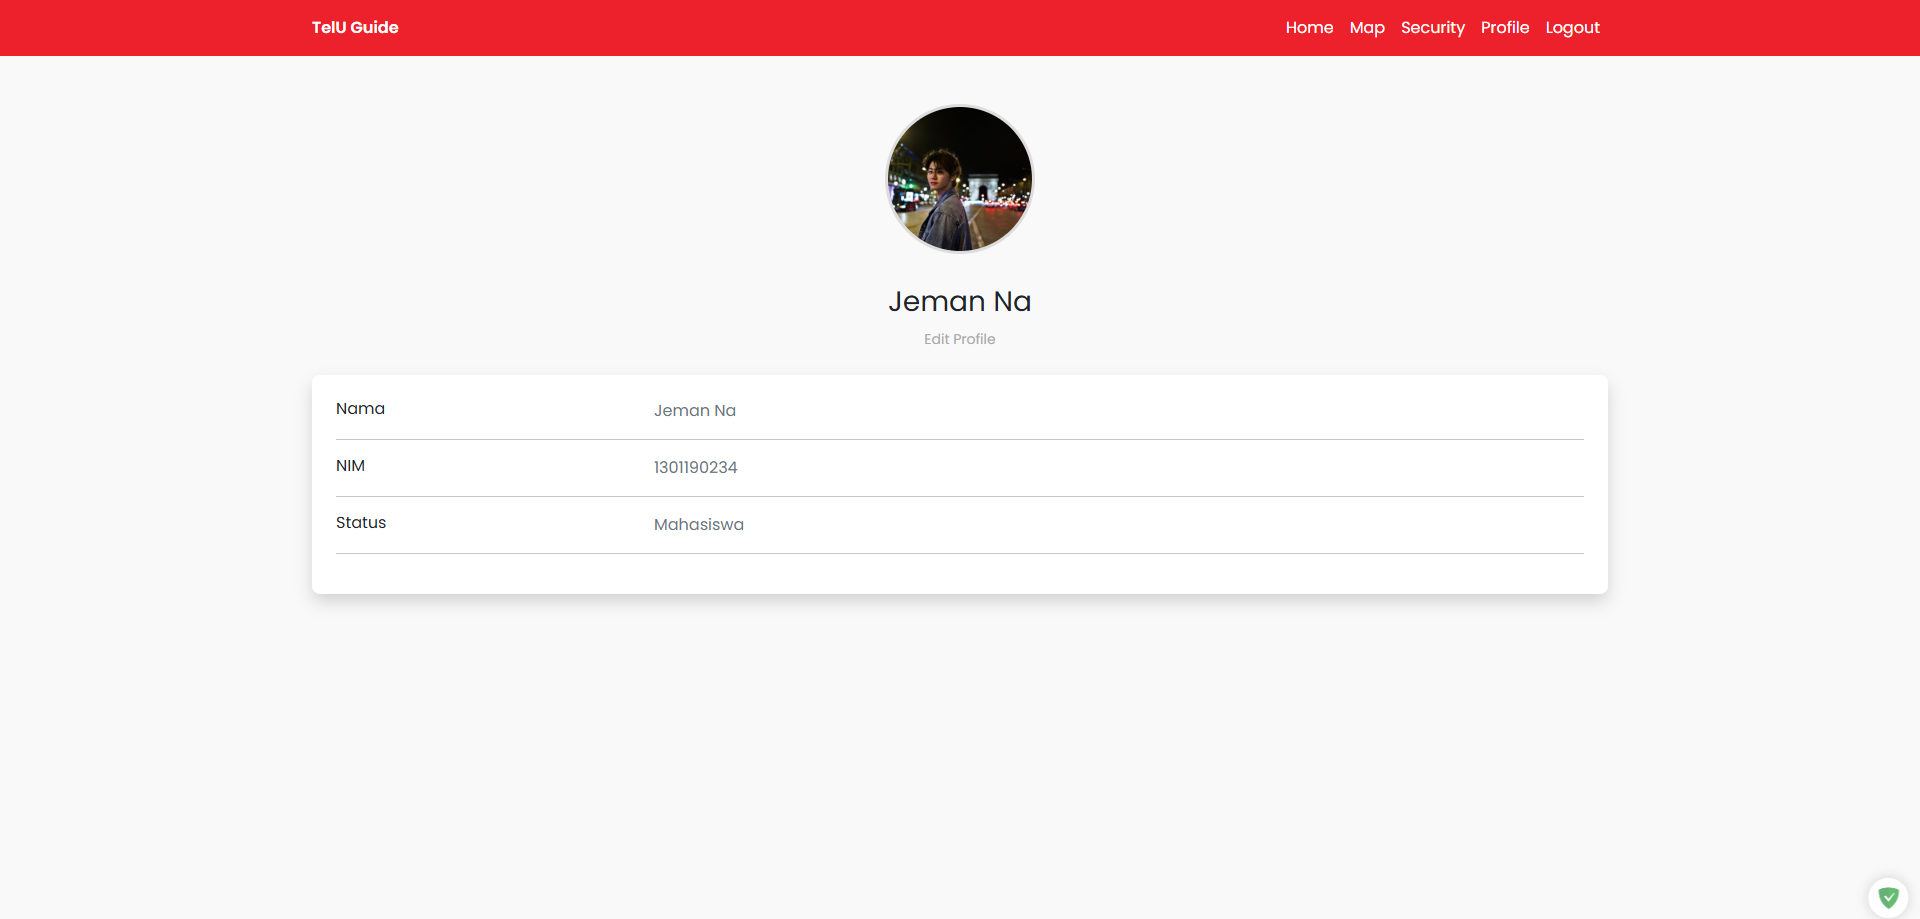 TelU Guide
Home Map Security Profile Logout
Jeman Na
Edit Profile
Nama Jeman Na
NIM 1301190234
Status Mahasiswa